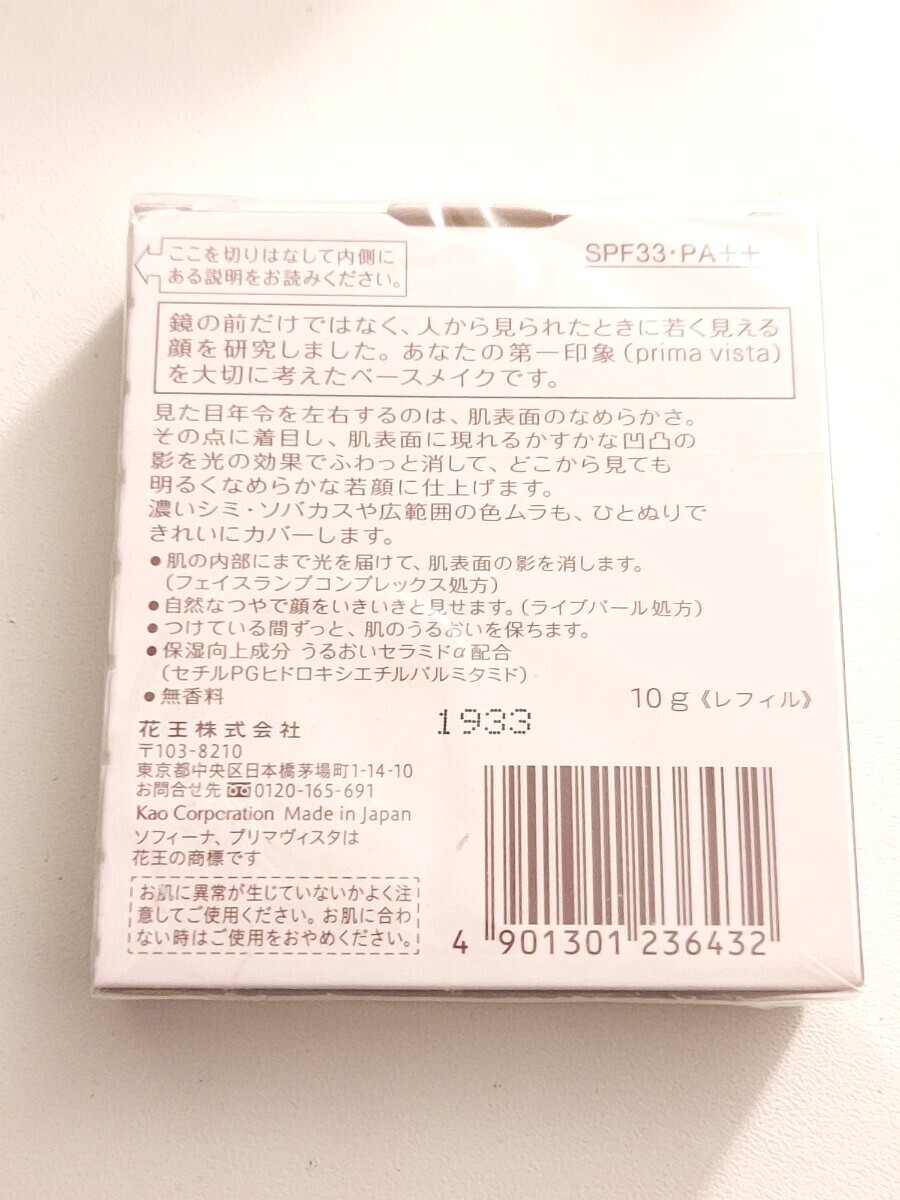 ここを切りはなして内側に
ある説明をお読みください。
SPF33・PA++
鏡の前だけではなく、人から見られたときに若く見える
顔を研究しました。あなたの第一印象(prima vista)
を大切に考えたベースメイクです。
見た目年令を左右するのは、肌表面のなめらかさ。
その点に着目し、肌表面に現れるかすかな凹凸の
影を光の効果でふわっと消して、どこから見ても
明るくなめらかな若顔に仕上げます。
濃いシミ・ソバカスや広範囲の色ムラも、ひとぬりで
きれいにカバーします。
●肌の内部にまで光を届けて、肌表面の影を消します。
(フェイスランプコンプレックス処方)
●自然なつやで顔をいきいきと見せます。(ライブパール処方)
●つけている間ずっと、肌のうるおいを保ちます。
●保湿向上成分 うるおいセラミドα配合
(セチルPGヒドロキシエチルパルミタミド)
●無香料
10g《レフィル》
1933
花王株式会社
〒103-8210
東京都中央区日本橋茅場町1-14-10
お問合せ先 0120-165-691
Kao Corporation Made in Japan
ソフィーナ、プリマヴィスタは
花王の商標です
お肌に異常が生じていないかよく注
意してご使用ください。お肌に合わ
ない時はご使用をおやめください。
4 901301 236432